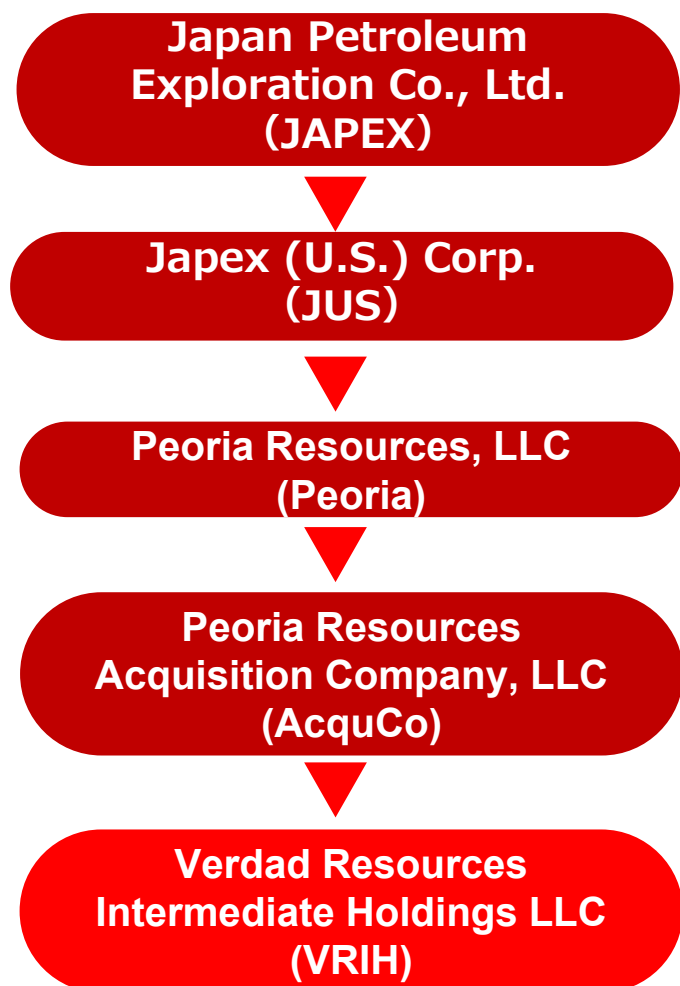 Japan Petroleum
Exploration Co., Ltd.
（JAPEX）
Japex (U.S.) Corp.
(JUS）
Peoria Resources, LLC
(Peoria)
Peoria Resources
Acquisition Company, LLC
(AcquCo)
Verdad Resources
Intermediate Holdings LLC
(VRIH)